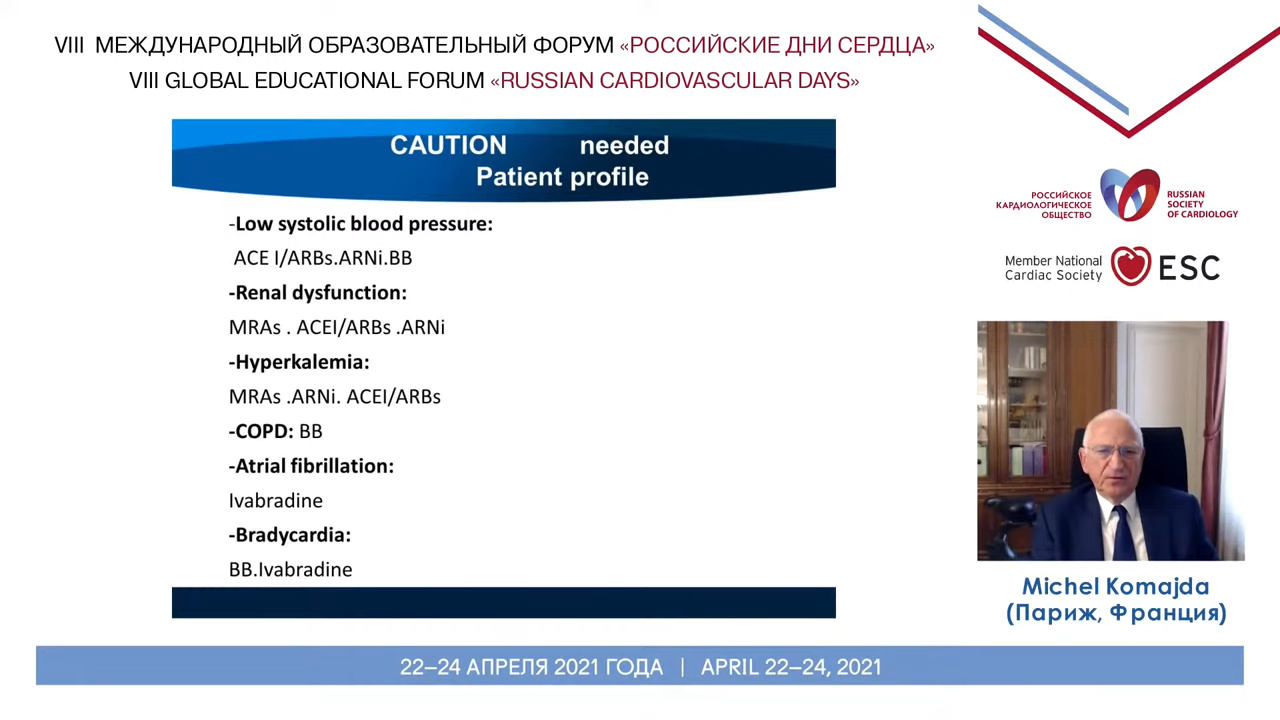 VIII МЕЖДУНАРОДНЫЙ ОБРАЗОВАТЕЛЬНЫЙ ФОРУМ «РОССИЙСКИЕ ДНИ СЕРДЦА»
VIII GLOBAL EDUCATIONAL FORUM «RUSSIAN CARDIOVASCULAR DAYS»
CAUTION needed
Patient profile
-Low systolic blood pressure:
ACE I/ARBs.ARNi.BB
-Renal dysfunction:
MRAs . ACEI/ARBs .ARNi
-Hyperkalemia:
MRAs .ARNi. ACEI/ARBs
-COPD: BB
-Atrial fibrillation:
Ivabradine
-Bradycardia:
BB.Ivabradine
РОССИЙСКОЕ
КАРДИОЛОГИЧЕСКОЕ
ОБЩЕСТВО
RUSSIAN
SOCIETY
OF CARDIOLOGY
Member National
Cardiac Society
ESC
Michel Komajda
(Париж, Франция)
22–24 АПРЕЛЯ 2021 ГОДА | APRIL 22–24, 2021